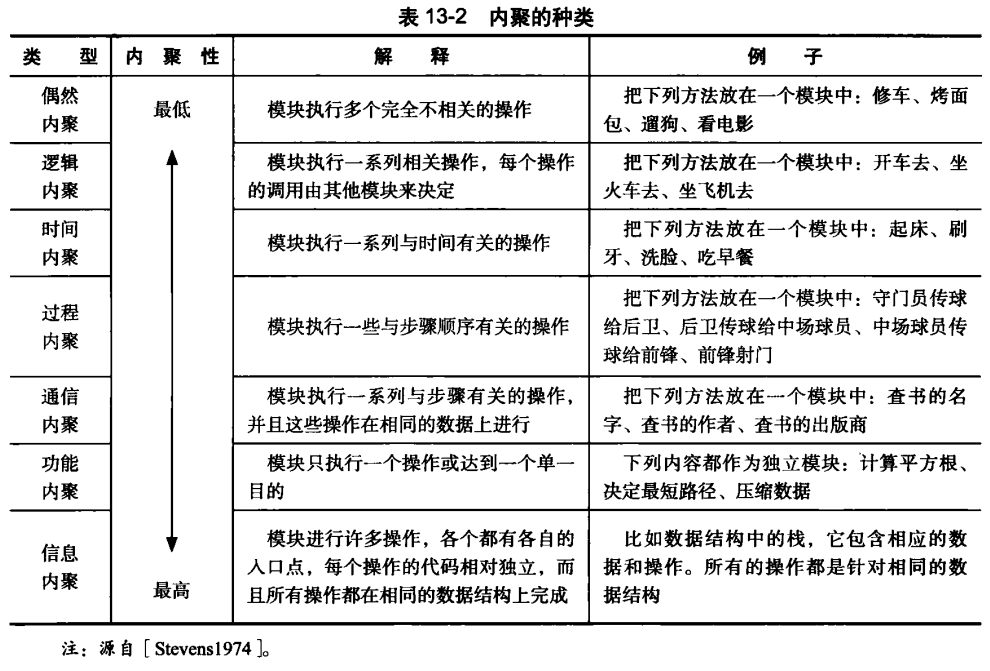 表 13-2 内聚的种类
类 型 内 聚 性 解 释 例 子
偶然
内聚
最低
模块执行多个完全不相关的操作
把下列方法放在一个模块中：修车、烤面
包、遛狗、看电影
逻辑
内聚
模块执行一系列相关操作，每个操作
的调用由其他模块来决定
把下列方法放在一个模块中：开车去、坐
火车去、坐飞机去
时间
内聚
模块执行一系列与时间有关的操作
把下列方法放在一个模块中：起床、刷
牙、洗脸、吃早餐
过程
内聚
模块执行一些与步骤顺序有关的操作
把下列方法放在一个模块中：守门员传球
给后卫、后卫传球给中场球员、中场球员传
球给前锋、前锋射门
通信
内聚
模块执行一系列与步骤有关的操作，
并且这些操作在相同的数据上进行
把下列方法放在一个模块中：查书的名
字、查书的作者、查书的出版商
功能
内聚
模块只执行一个操作或达到一个单一
目的
下列内容都作为独立模块：计算平方根、
决定最短路径、压缩数据
信息
内聚
最高
模块进行许多操作，各个都有各自的
入口点，每个操作的代码相对独立，而
且所有操作都在相同的数据结构上完成
比如数据结构中的栈，它包含相应的数
据和操作。所有的操作都是针对相同的数
据结构
注：源自［Stevens1974］。